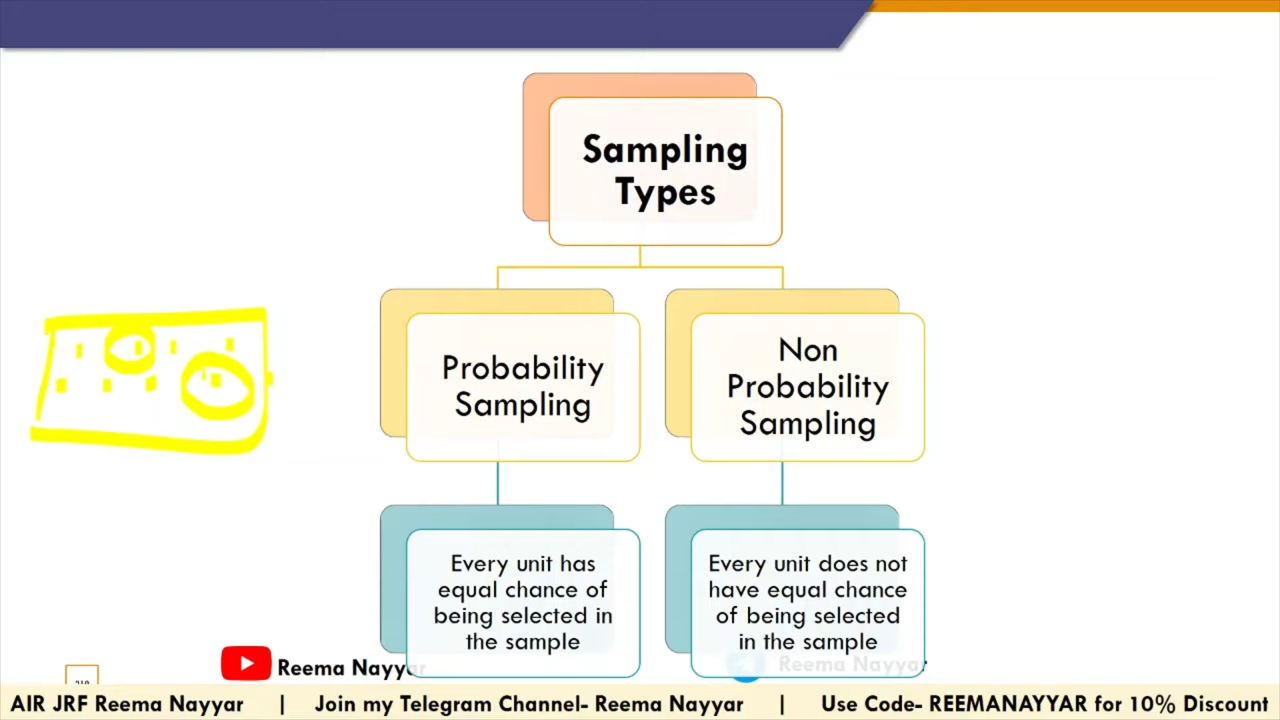 Sampling
Types
Probability
Sampling
Non
Probability
Sampling
Every unit has
equal chance of
being selected in
the sample
Every unit does not
have equal chance
of being selected
in the sample
Reema Nayyar
Reema Nayyar
AIR JRF Reema Nayyar | Join my Telegram Channel- Reema Nayyar | Use Code- REEMANAYYAR for 10% Discount